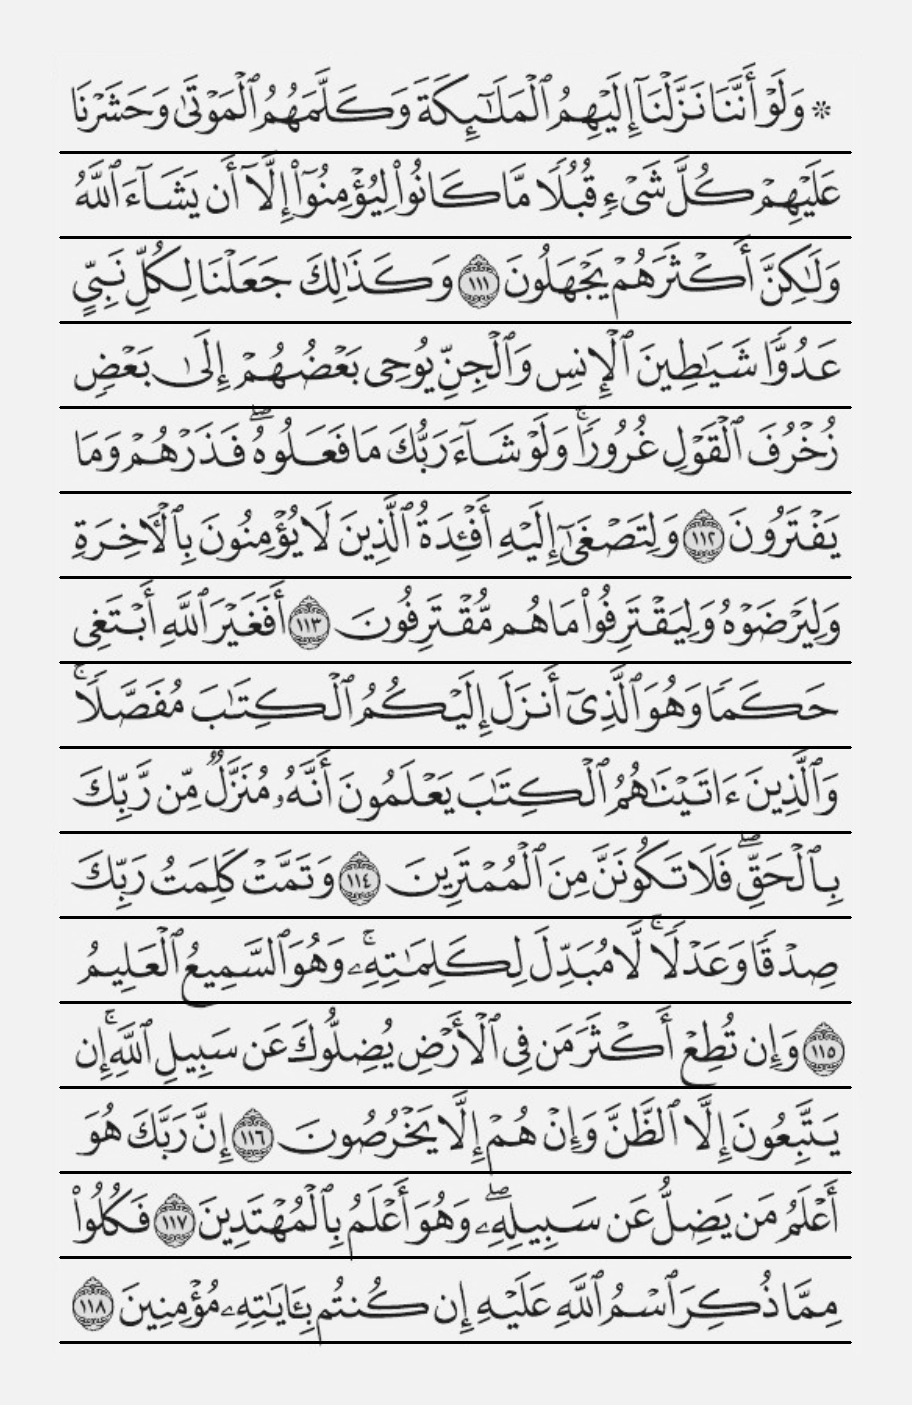 ۞ وَلَوْ أَنَّنَا نَزَّلْنَآ إِلَيْهِمُ ٱلْمَلَـٰٓئِكَةَ وَكَلَّمَهُمُ ٱلْمَوْتَىٰ وَحَشَرْنَا
عَلَيْهِمْ كُلَّ شَىْءٍ قُبُلًا مَّا كَانُوا۟ لِيُؤْمِنُوٓا۟ إِلَّآ أَن يَشَآءَ ٱللَّهُ
وَلَـٰكِنَّ أَكْثَرَهُمْ يَجْهَلُونَ ١١١ وَكَذَٰلِكَ جَعَلْنَا لِكُلِّ نَبِىٍّ
عَدُوًّا شَيَـٰطِينَ ٱلْإِنسِ وَٱلْجِنِّ يُوحِى بَعْضُهُمْ إِلَىٰ بَعْضٍ
زُخْرُفَ ٱلْقَوْلِ غُرُورًا ۚ وَلَوْ شَآءَ رَبُّكَ مَا فَعَلُوهُ ۖ فَذَرْهُمْ وَمَا
يَفْتَرُونَ ١١٢ وَلِتَصْغَىٰٓ إِلَيْهِ أَفْـِٔدَةُ ٱلَّذِينَ لَا يُؤْمِنُونَ بِٱلْـَٔاخِرَةِ
وَلِيَرْضَوْهُ وَلِيَقْتَرِفُوا۟ مَا هُم مُّقْتَرِفُونَ ١١٣ أَفَغَيْرَ ٱللَّهِ أَبْتَغِى
حَكَمًا وَهُوَ ٱلَّذِىٓ أَنزَلَ إِلَيْكُمُ ٱلْكِتَـٰبَ مُفَصَّلًا ۚ
وَٱلَّذِينَ ءَاتَيْنَـٰهُمُ ٱلْكِتَـٰبَ يَعْلَمُونَ أَنَّهُۥ مُنَزَّلٌ مِّن رَّبِّكَ
بِٱلْحَقِّ ۖ فَلَا تَكُونَنَّ مِنَ ٱلْمُمْتَرِينَ ١١٤ وَتَمَّتْ كَلِمَتُ رَبِّكَ
صِدْقًا وَعَدْلًا ۚ لَّا مُبَدِّلَ لِكَلِمَـٰتِهِۦ ۚ وَهُوَ ٱلسَّمِيعُ ٱلْعَلِيمُ
١١٥ وَإِن تُطِعْ أَكْثَرَ مَن فِى ٱلْأَرْضِ يُضِلُّوكَ عَن سَبِيلِ ٱللَّهِ ۚ إِن
يَتَّبِعُونَ إِلَّا ٱلظَّنَّ وَإِنْ هُمْ إِلَّا يَخْرُصُونَ ١١٦ إِنَّ رَبَّكَ هُوَ
أَعْلَمُ مَن يَضِلُّ عَن سَبِيلِهِۦ ۖ وَهُوَ أَعْلَمُ بِٱلْمُهْتَدِينَ ١١٧ فَكُلُوا۟
مِمَّا ذُكِرَ ٱسْمُ ٱللَّهِ عَلَيْهِ إِن كُنتُم بِـَٔايَـٰتِهِۦ مُؤْمِنِينَ ١١٨